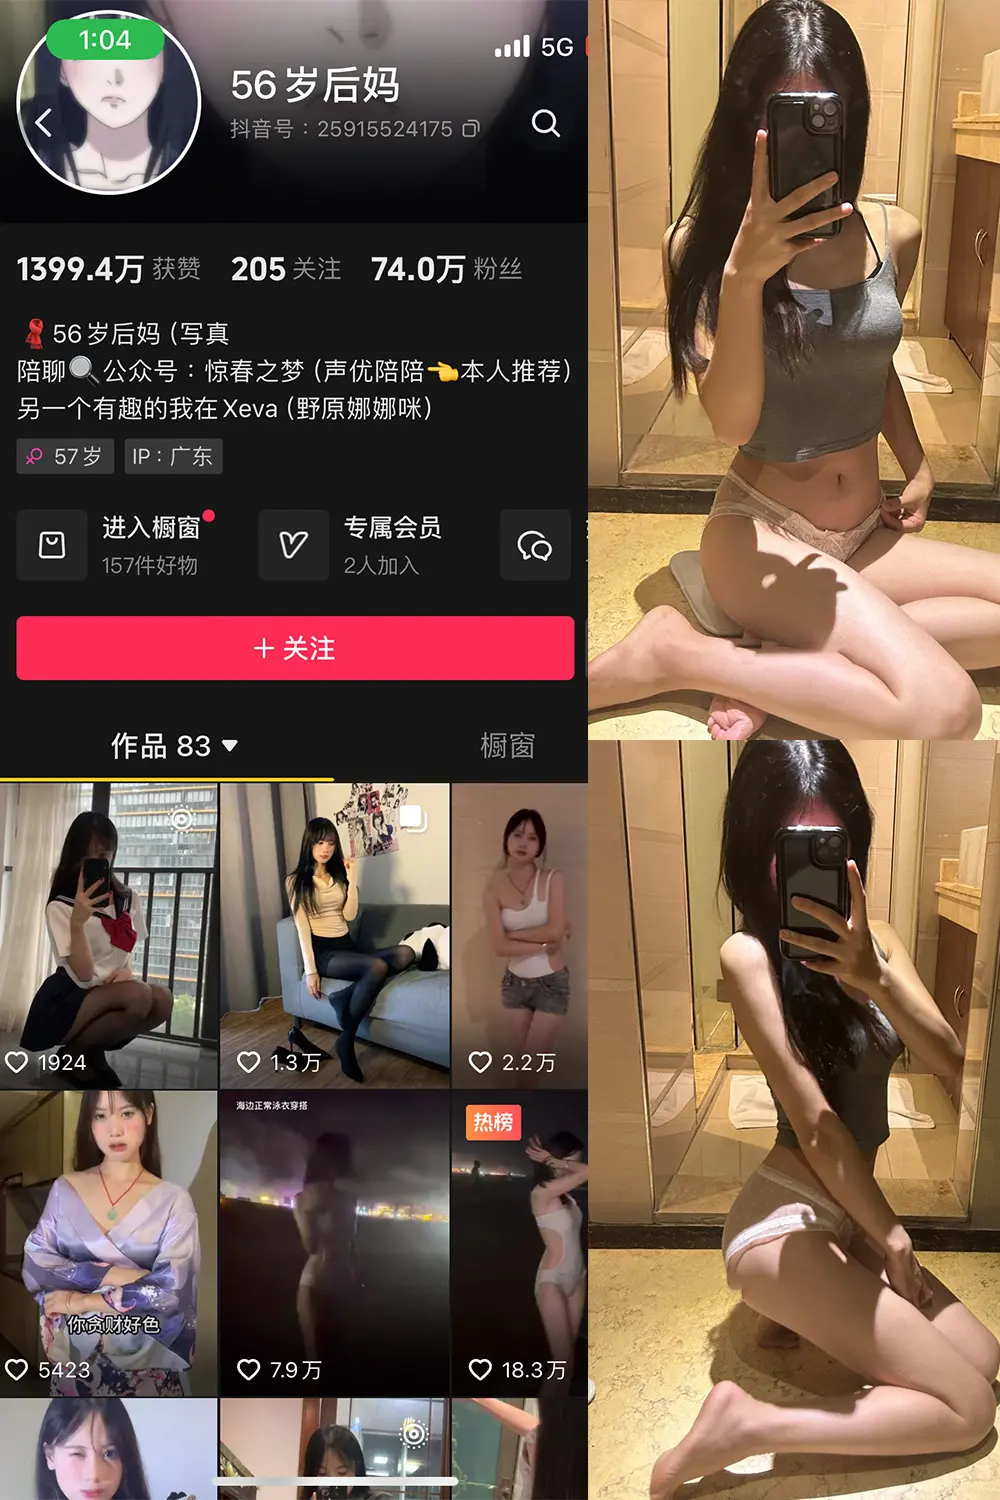 1:04
5G
56岁后妈
抖音号：25915524175
1399.4万 获赞 205 关注 74.0万 粉丝
56岁后妈（写真
陪聊🔍公众号：惊春之梦（声优陪陪👈本人推荐）
另一个有趣的我在Xeva（野原娜娜咪）
57岁 IP：广东
进入橱窗 专属会员
157件好物 2人加入
+ 关注
作品 83 橱窗
1924 1.3万 2.2万
海边正常泳衣穿搭
热榜
你贪财好色
5423 7.9万 18.3万